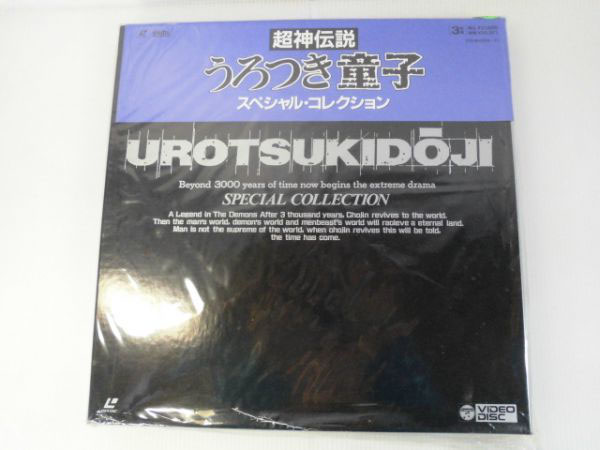 超神伝説
うろつき童子
スペシャル・コレクション
UROTSUKIDŌJI
Beyond 3000 years of time now begins the extreme drama
SPECIAL COLLECTION
A Legend in The Demons After 3 thousand years, Chojin revives to the world.
Then the man's world, demon's world and menbeast's world will racieve a eternal land.
Man is not the supreme of the world, when chojin revives this will be told.
the time has come.
VIDEO
DISC